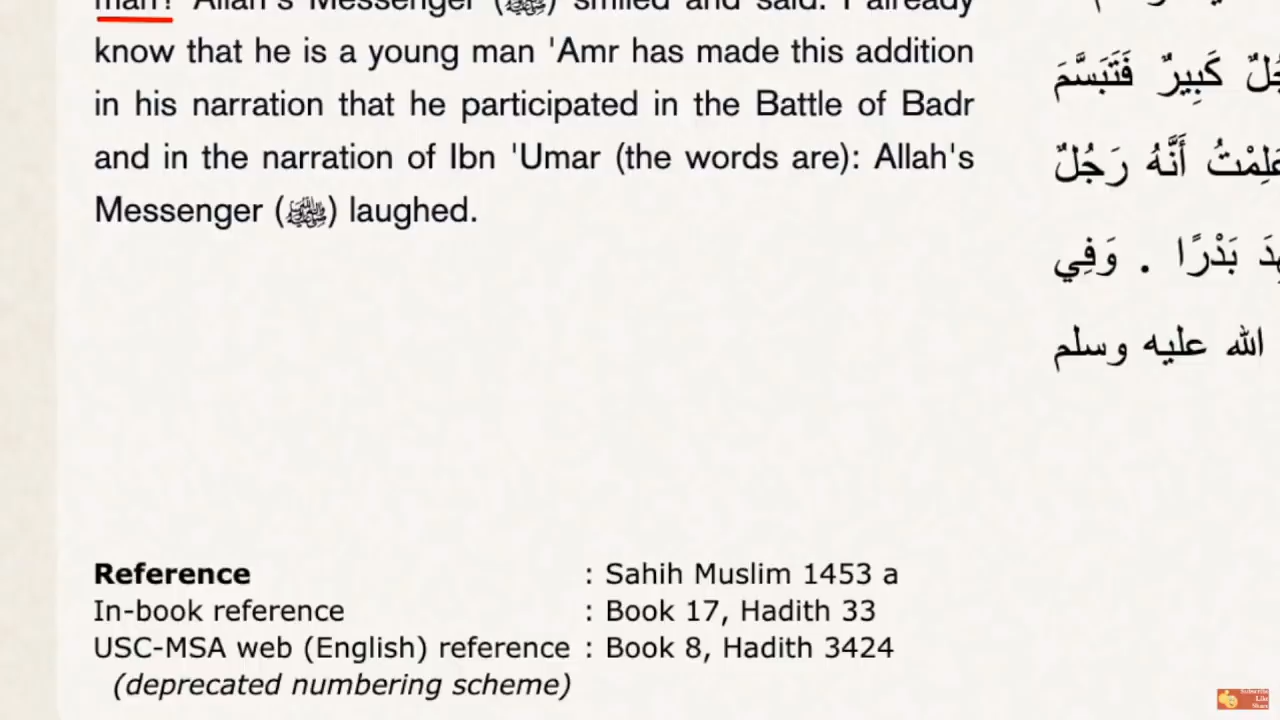 man? Allah's Messenger (ﷺ) smiled and said: I already
know that he is a young man 'Amr has made this addition
in his narration that he participated in the Battle of Badr
and in the narration of Ibn 'Umar (the words are): Allah's
Messenger (ﷺ) laughed.
كَبِيرٌ فَتَبَسَّمَ
أَنَّهُ رَجُلٌ
بَدْرًا . وَفِي
الله عليه وسلم
Reference : Sahih Muslim 1453 a
In-book reference : Book 17, Hadith 33
USC-MSA web (English) reference : Book 8, Hadith 3424
(deprecated numbering scheme)
Subscribe
Like
Share